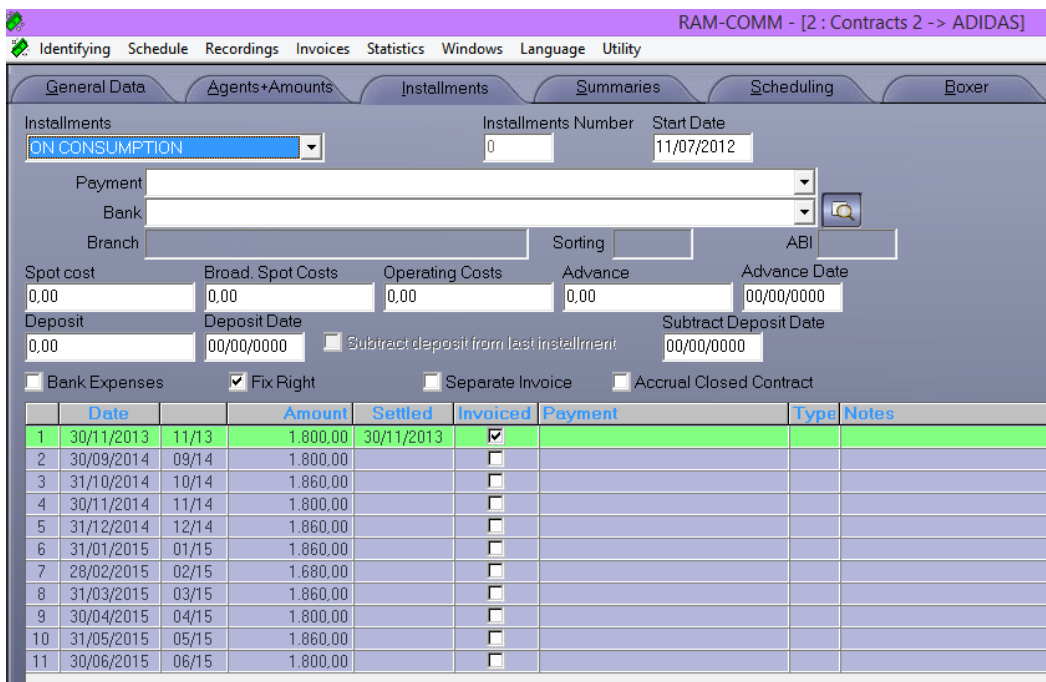 RAM-COMM - [2 : Contracts 2 -> ADIDAS]
Identifying Schedule Recordings Invoices Statistics Windows Language Utility
General Data Agents+Amounts Installments Summaries Scheduling Boxer
Installments Installments Number Start Date
ON CONSUMPTION 0 11/07/2012
Payment
Bank
Branch Sorting ABI
Spot cost Broad. Spot Costs Operating Costs Advance Advance Date
0,00 0,00 0,00 0,00 00/00/0000
Deposit Deposit Date Subtract Deposit Date
0,00 00/00/0000 Subtract deposit from last installment 00/00/0000
Bank Expenses Fix Right Separate Invoice Accrual Closed Contract
Date Amount Settled Invoiced Payment Type Notes
1 30/11/2013 11/13 1.800,00 30/11/2013
2 30/09/2014 09/14 1.800,00
3 31/10/2014 10/14 1.860,00
4 30/11/2014 11/14 1.800,00
5 31/12/2014 12/14 1.860,00
6 31/01/2015 01/15 1.860,00
7 28/02/2015 02/15 1.680,00
8 31/03/2015 03/15 1.860,00
9 30/04/2015 04/15 1.800,00
10 31/05/2015 05/15 1.860,00
11 30/06/2015 06/15 1.800,00